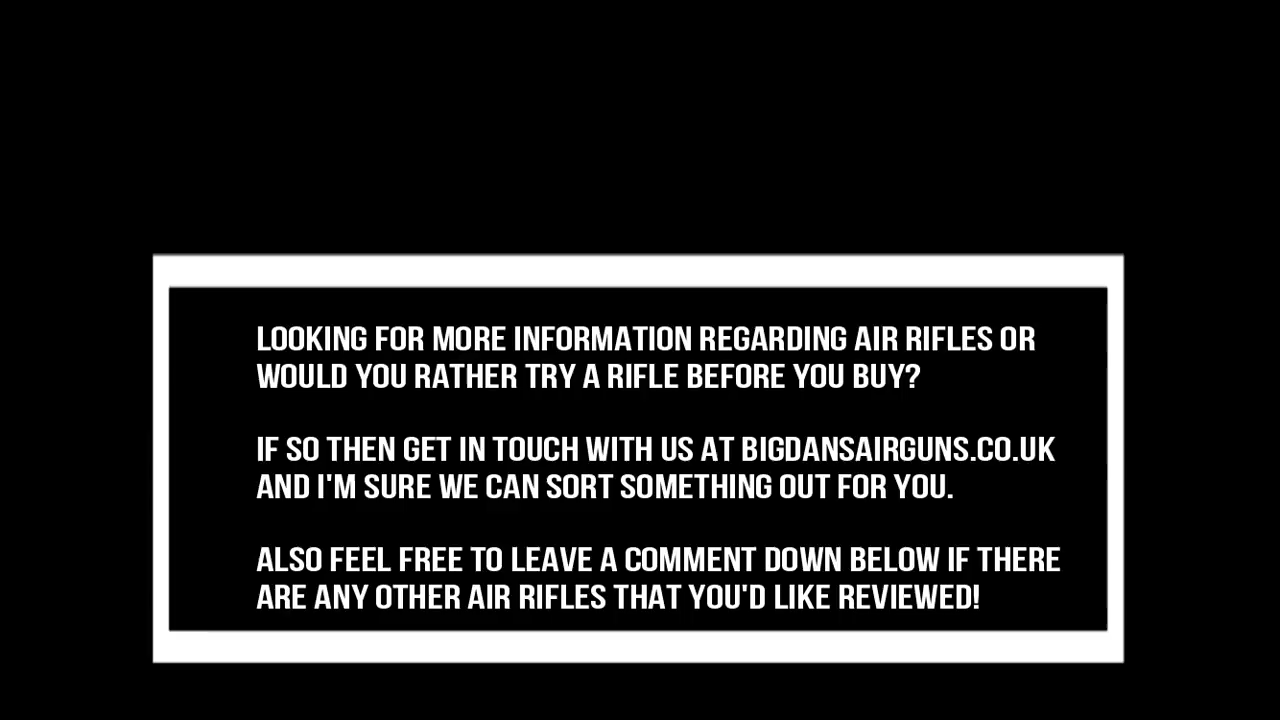 LOOKING FOR MORE INFORMATION REGARDING AIR RIFLES OR
WOULD YOU RATHER TRY A RIFLE BEFORE YOU BUY?
IF SO THEN GET IN TOUCH WITH US AT BIGDANSAIRGUNS.CO.UK
AND I'M SURE WE CAN SORT SOMETHING OUT FOR YOU.
ALSO FEEL FREE TO LEAVE A COMMENT DOWN BELOW IF THERE
ARE ANY OTHER AIR RIFLES THAT YOU'D LIKE REVIEWED!